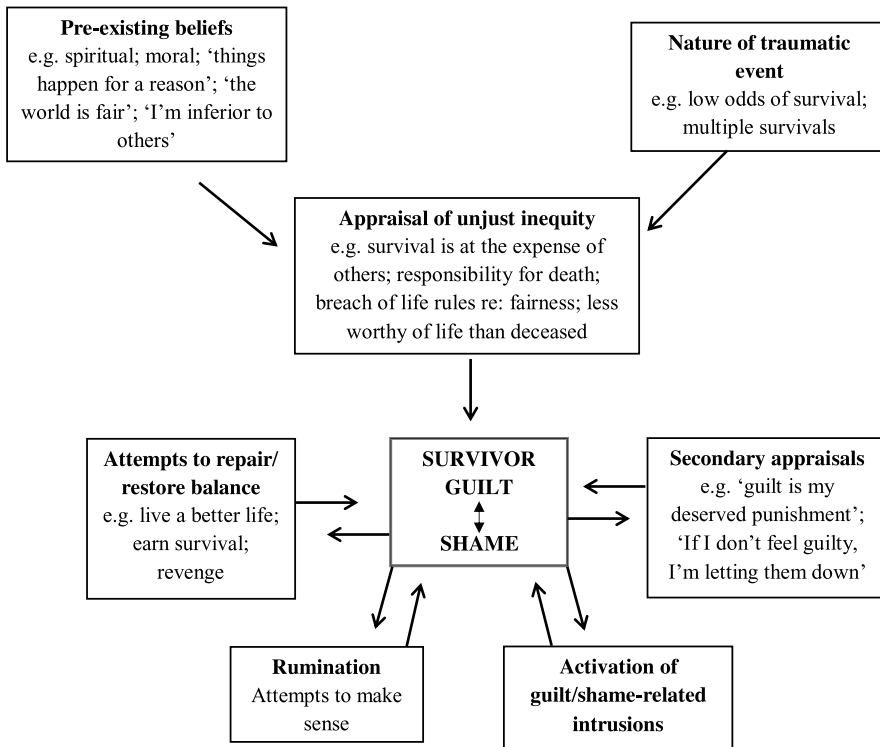 Pre-existing beliefs
e.g. spiritual; moral; ‘things
happen for a reason’; ‘the
world is fair’; ‘I’m inferior to
others’
Nature of traumatic
event
e.g. low odds of survival;
multiple survivals
Appraisal of unjust inequity
e.g. survival is at the expense of
others; responsibility for death;
breach of life rules re: fairness; less
worthy of life than deceased
Attempts to repair/
restore balance
e.g. live a better life;
earn survival;
revenge
SURVIVOR
GUILT
SHAME
Secondary appraisals
e.g. ‘guilt is my
deserved punishment’;
‘If I don’t feel guilty,
I’m letting them down’
Rumination
Attempts to make
sense
Activation of
guilt/shame-related
intrusions